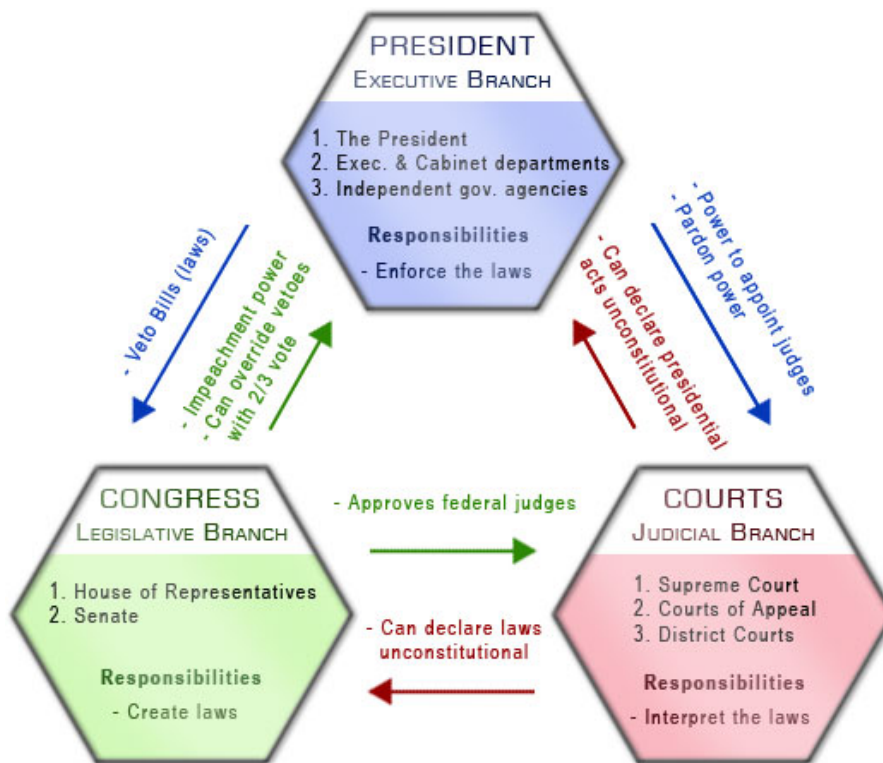 PRESIDENT
EXECUTIVE BRANCH
1. The President
2. Exec. & Cabinet departments
3. Independent gov. agencies
Responsibilities
- Enforce the laws
- Veto Bills (laws)
- Impeachment power
- Can override vetoes
with 2/3 vote
- Can declare presidential
acts unconstitutional
- Power to appoint judges
- Pardon power
CONGRESS
LEGISLATIVE BRANCH
1. House of Representatives
2. Senate
Responsibilities
- Create laws
- Approves federal judges
- Can declare laws
unconstitutional
COURTS
JUDICIAL BRANCH
1. Supreme Court
2. Courts of Appeal
3. District Courts
Responsibilities
- Interpret the laws